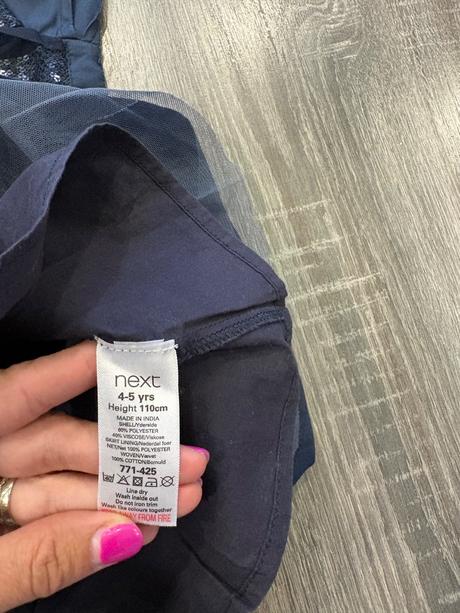 next
4-5 yrs
Height 110cm
MADE IN INDIA
SHELL/Yderside
60% POLYESTER
40% VISCOSE/Viskose
SKIRT LINING/Nederdel foer
NET/Net 100% POLYESTER
WOVEN/Vævet
100% COTTON/Bomuld
771-425
Line dry
Wash inside out
Do not iron trim
Wash like colours together
AWAY FROM FIRE